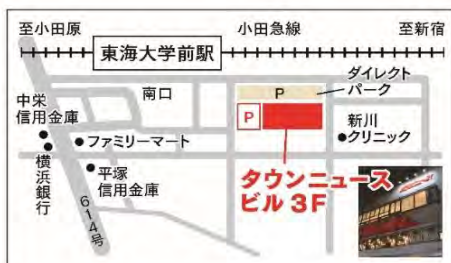 至小田原
小田急線
至新宿
東海大学前駅
ダイレクト
パーク
P
南口
中栄
信用金庫
P
新川
クリニック
ファミリーマート
横浜銀行
平塚
信用金庫
タウンニュース
ビル3F
614号